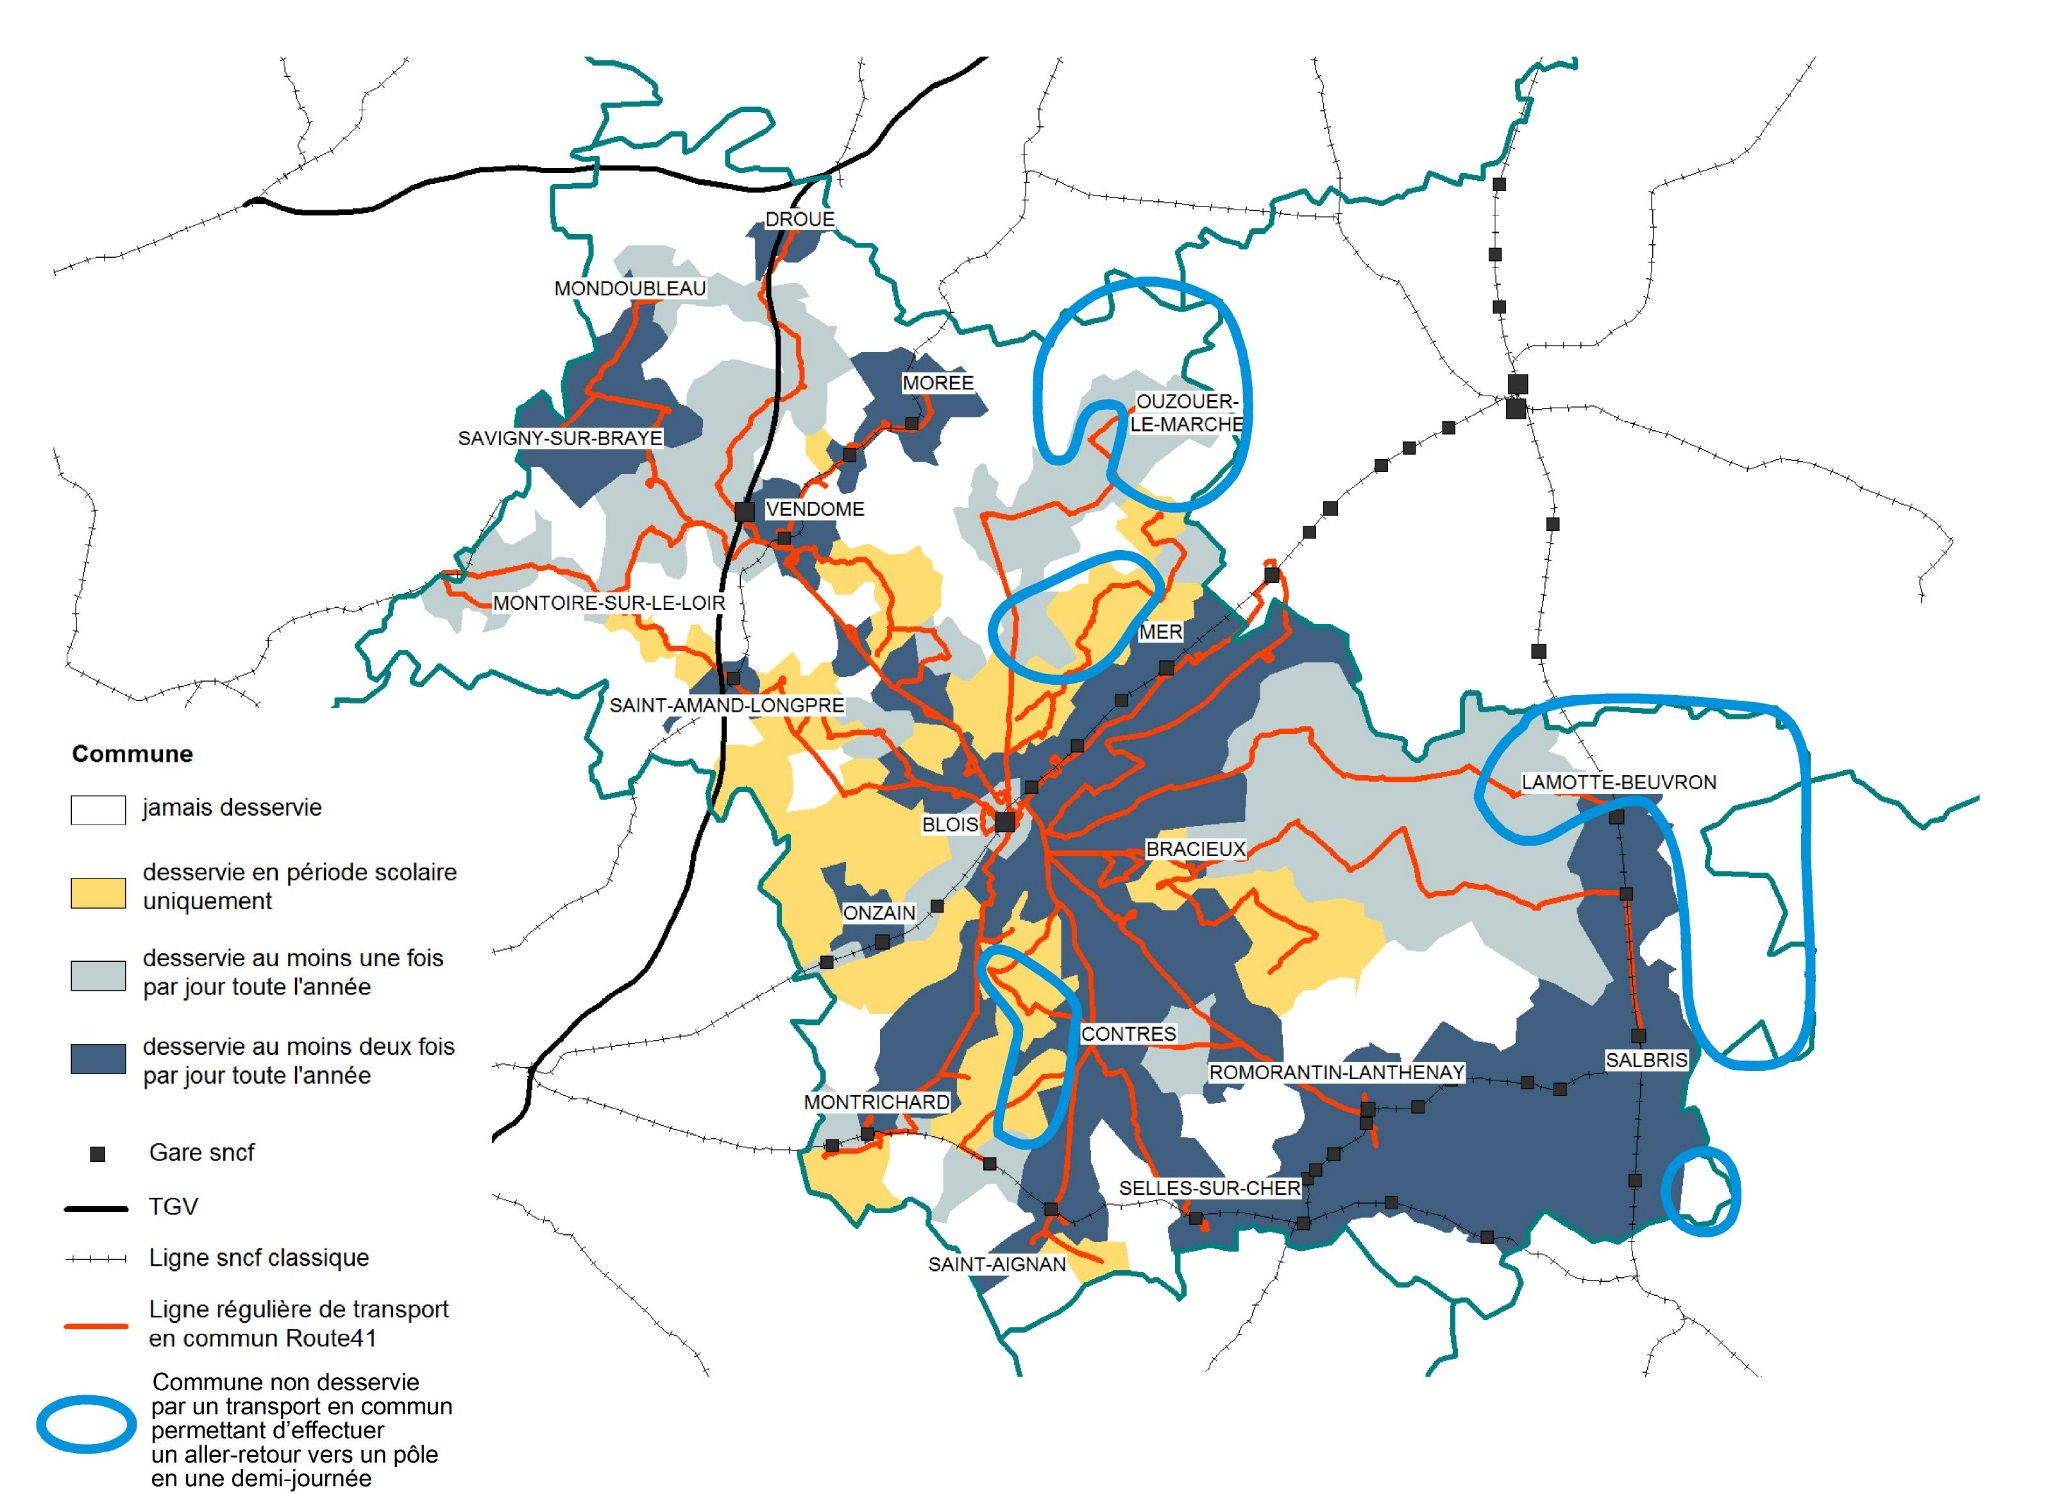 DROUE
MONDOUBLEAU
MOREE
OUZOUER-
LE-MARCHE
SAVIGNY-SUR-BRAYE
VENDOME
MONTOIRE-SUR-LE-LOIR
MER
SAINT-AMAND-LONGPRE
LAMOTTE-BEUVRON
BLOIS
BRACIEUX
ONZAIN
CONTRES
SALBRIS
ROMORANTIN-LANTHENAY
MONTRICHARD
SELLES-SUR-CHER
SAINT-AIGNAN
Commune
jamais desservie
desservie en période scolaire
uniquement
desservie au moins une fois
par jour toute l'année
desservie au moins deux fois
par jour toute l'année
Gare sncf
TGV
Ligne sncf classique
Ligne régulière de transport
en commun Route41
Commune non desservie
par un transport en commun
permettant d’effectuer
un aller-retour vers un pôle
en une demi-journée